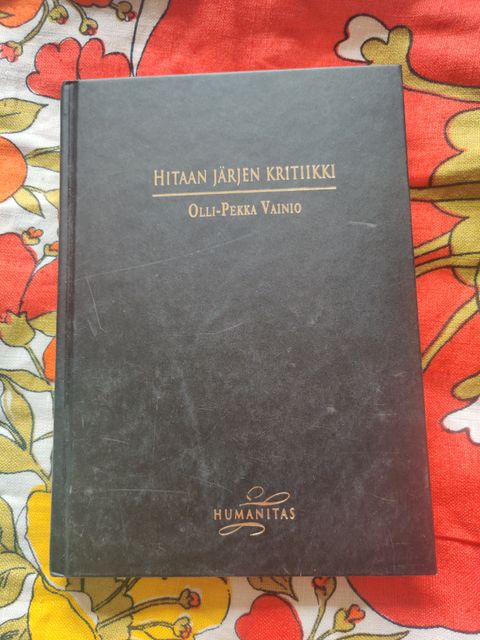 HITAAN JÄRJEN KRITIIKKI
OLLI-PEKKA VAINIO
HUMANITAS